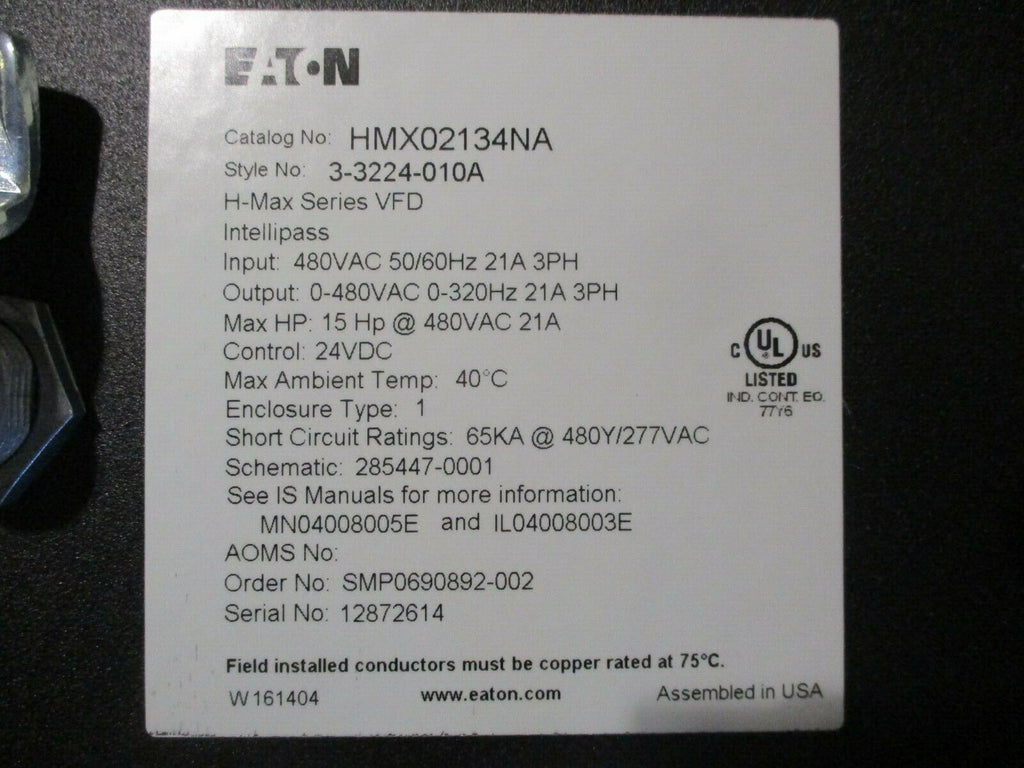 EATON
Catalog No: HMX02134NA
Style No: 3-3224-010A
H-Max Series VFD
Intellipass
Input: 480VAC 50/60Hz 21A 3PH
Output: 0-480VAC 0-320Hz 21A 3PH
Max HP: 15 Hp @ 480VAC 21A
Control: 24VDC
Max Ambient Temp: 40°C
Enclosure Type: 1
Short Circuit Ratings: 65KA @ 480Y/277VAC
Schematic: 285447-0001
See IS Manuals for more information:
MN04008005E and IL04008003E
AOMS No:
Order No: SMP0690892-002
Serial No: 12872614
C UL ® US
LISTED
IND. CONT. EQ.
77Y6
Field installed conductors must be copper rated at 75°C.
W161404 www.eaton.com Assembled in USA